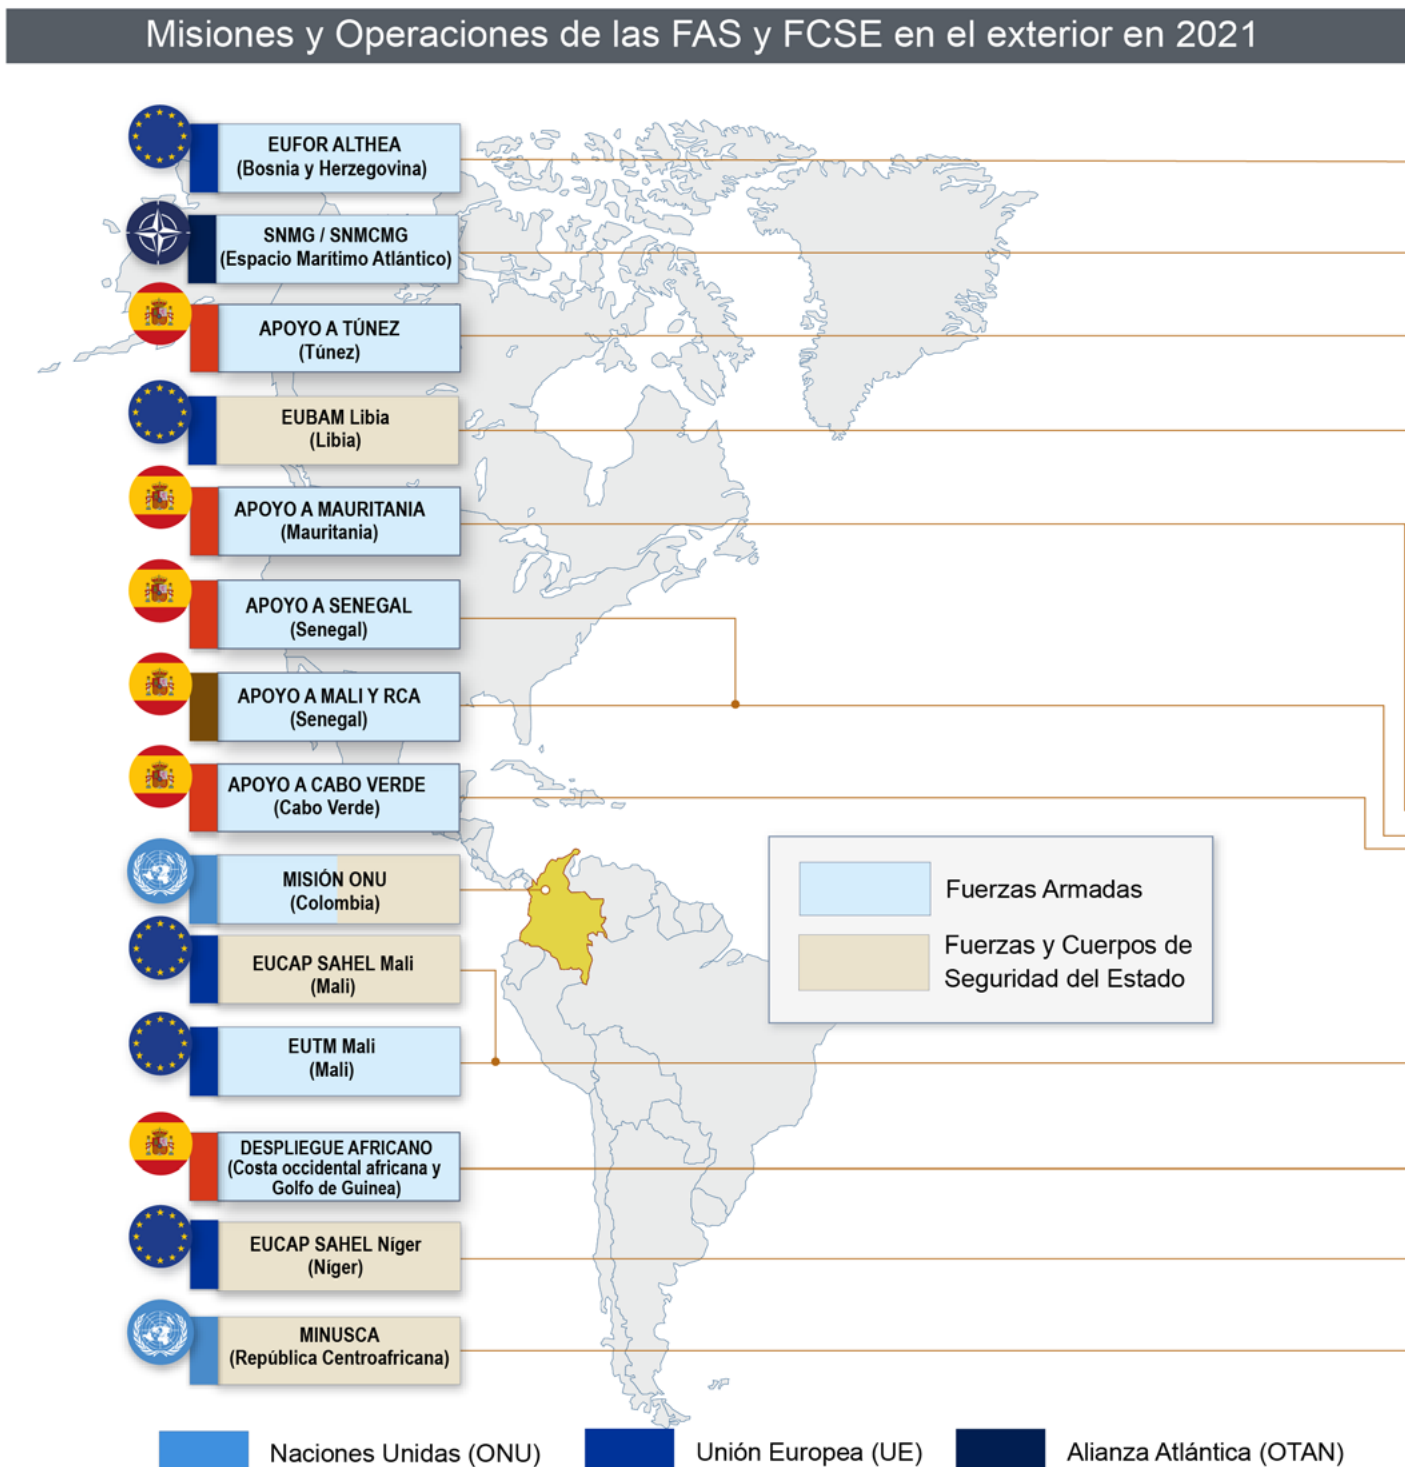 Misiones y Operaciones de las FAS y FCSE en el exterior en 2021
EUFOR ALTHEA
(Bosnia y Herzegovina)
SNMG / SNMCMG
(Espacio Marítimo Atlántico)
APOYO A TÚNEZ
(Túnez)
EUBAM Libia
(Libia)
APOYO A MAURITANIA
(Mauritania)
APOYO A SENEGAL
(Senegal)
APOYO A MALI Y RCA
(Senegal)
APOYO A CABO VERDE
(Cabo Verde)
MISIÓN ONU
(Colombia)
EUCAP SAHEL Mali
(Mali)
EUTM Mali
(Mali)
DESPLIEGUE AFRICANO
(Costa occidental africana y
Golfo de Guinea)
EUCAP SAHEL Níger
(Níger)
MINUSCA
(República Centroafricana)
Fuerzas Armadas
Fuerzas y Cuerpos de
Seguridad del Estado
Naciones Unidas (ONU)
Unión Europea (UE)
Alianza Atlántica (OTAN)